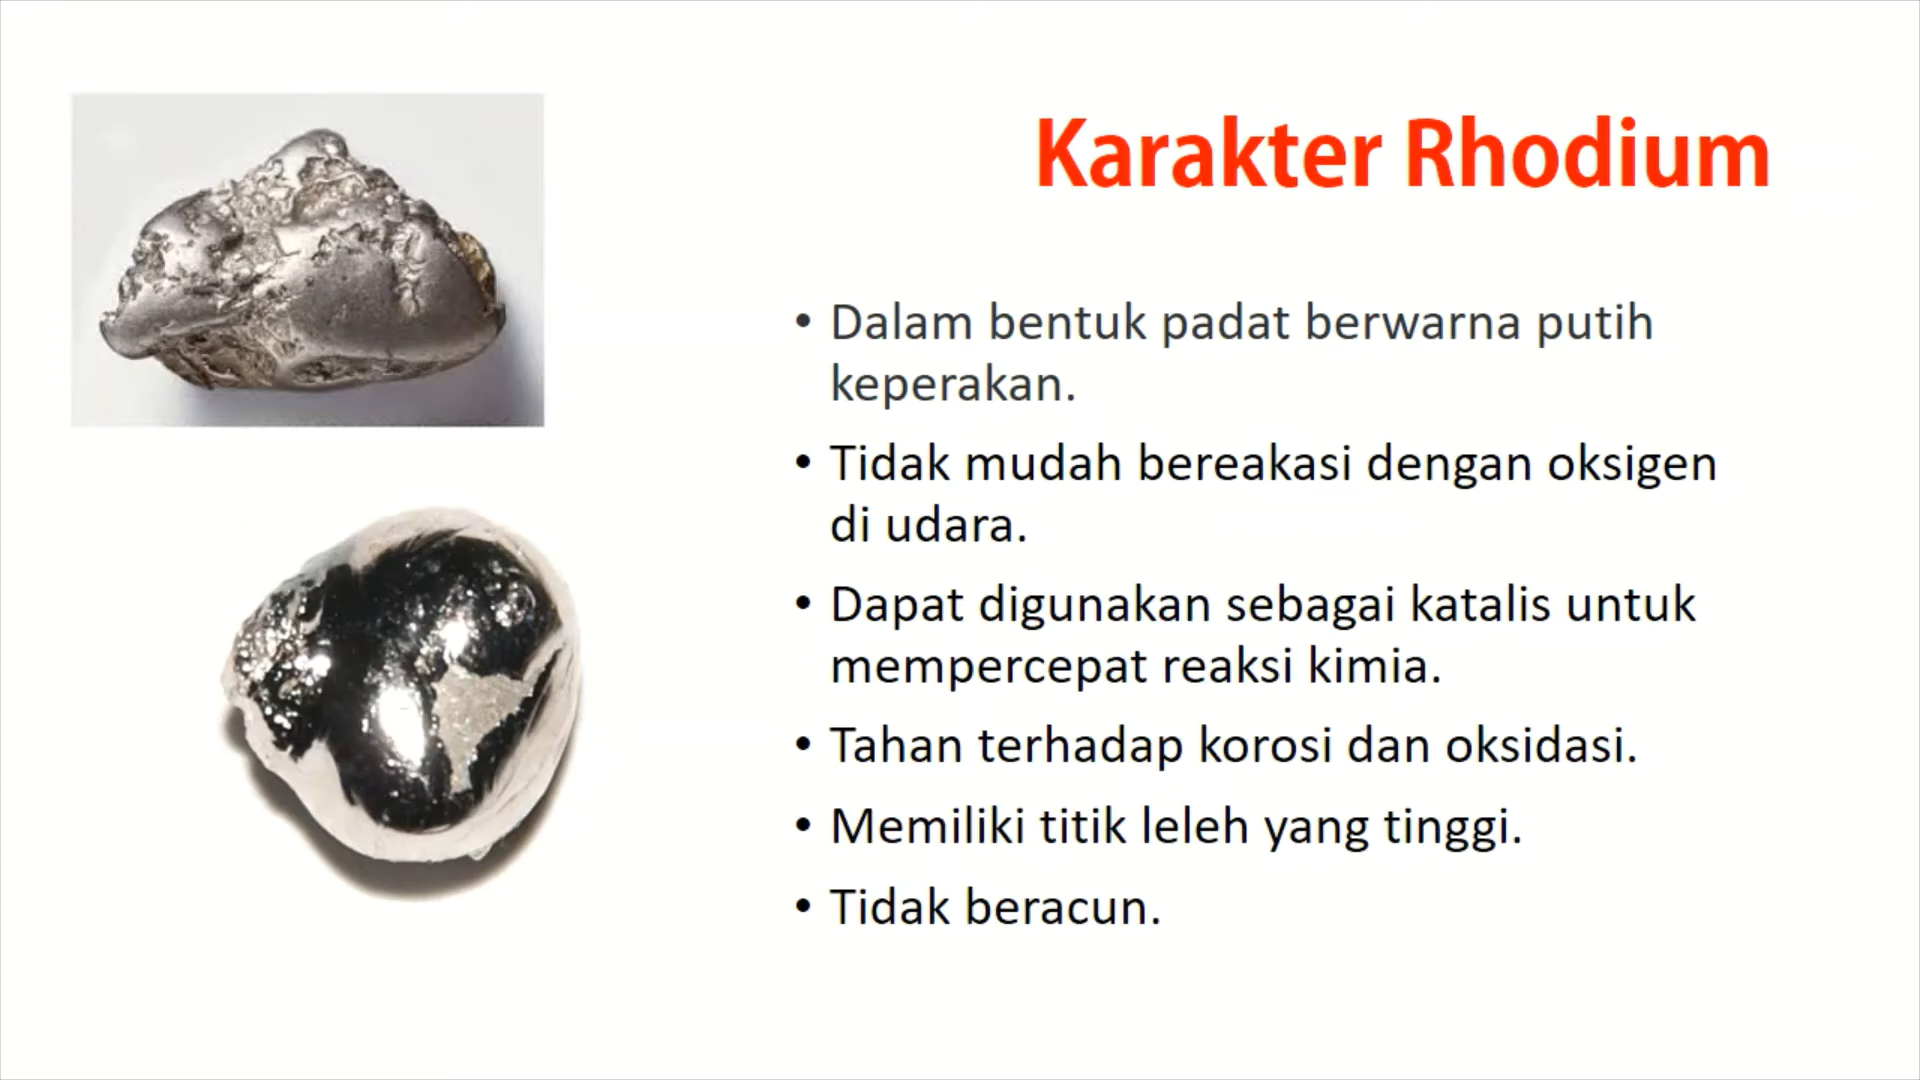 Karakter Rhodium
• Dalam bentuk padat berwarna putih
keperakan.
• Tidak mudah bereakasi dengan oksigen
di udara.
• Dapat digunakan sebagai katalis untuk
mempercepat reaksi kimia.
• Tahan terhadap korosi dan oksidasi.
• Memiliki titik leleh yang tinggi.
• Tidak beracun.